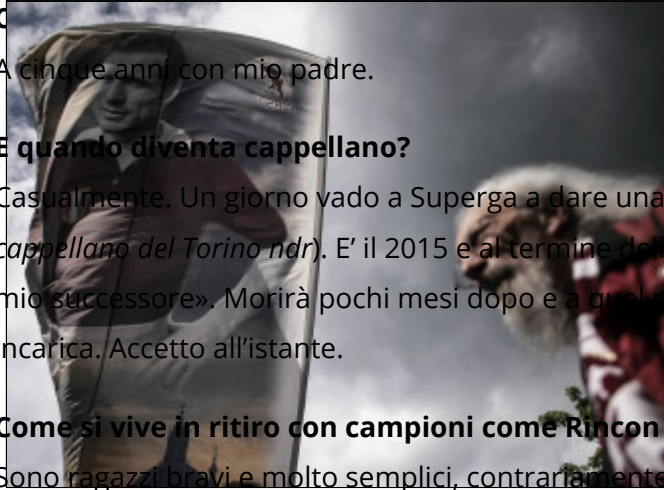 A cinque anni con mio padre.
E quando diventa cappellano?
Casualmente. Un giorno vado a Superga a dare una
cappellano del Torino ndr). E’ il 2015 e al termine
mio successore». Morirà pochi mesi dopo e a
incarica. Accetto all’istante.
Come si vive in ritiro con campioni come Rincon
Sono ragazzi bravi e molto semplici, contrariamente